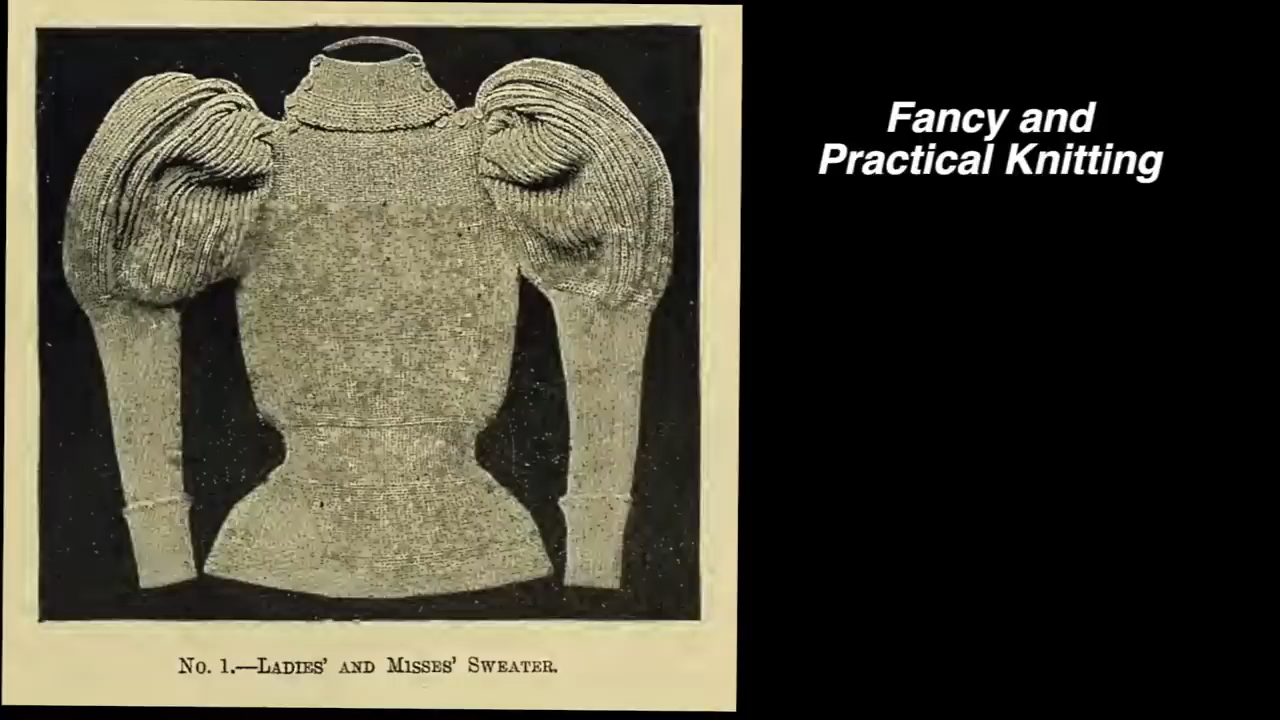 Fancy and
Practical Knitting
No. 1.—Ladies' and Misses' Sweater.